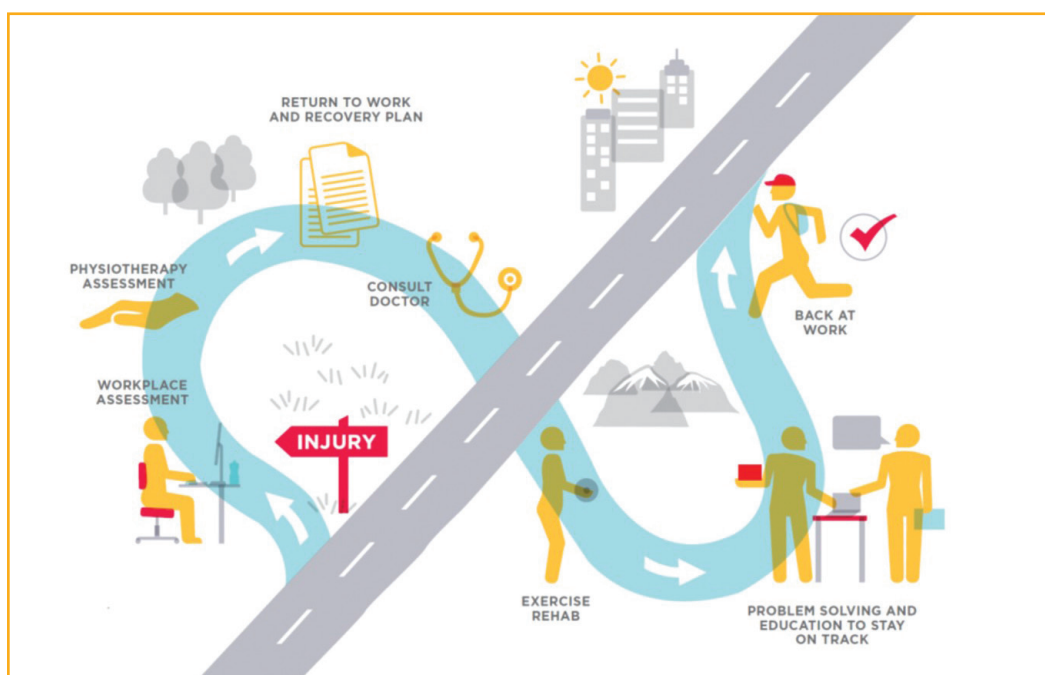 RETURN TO WORK
AND RECOVERY PLAN
PHYSIOTHERAPY
ASSESSMENT
CONSULT
DOCTOR
WORKPLACE
ASSESSMENT
INJURY
BACK AT
WORK
EXERCISE
REHAB
PROBLEM SOLVING AND
EDUCATION TO STAY
ON TRACK